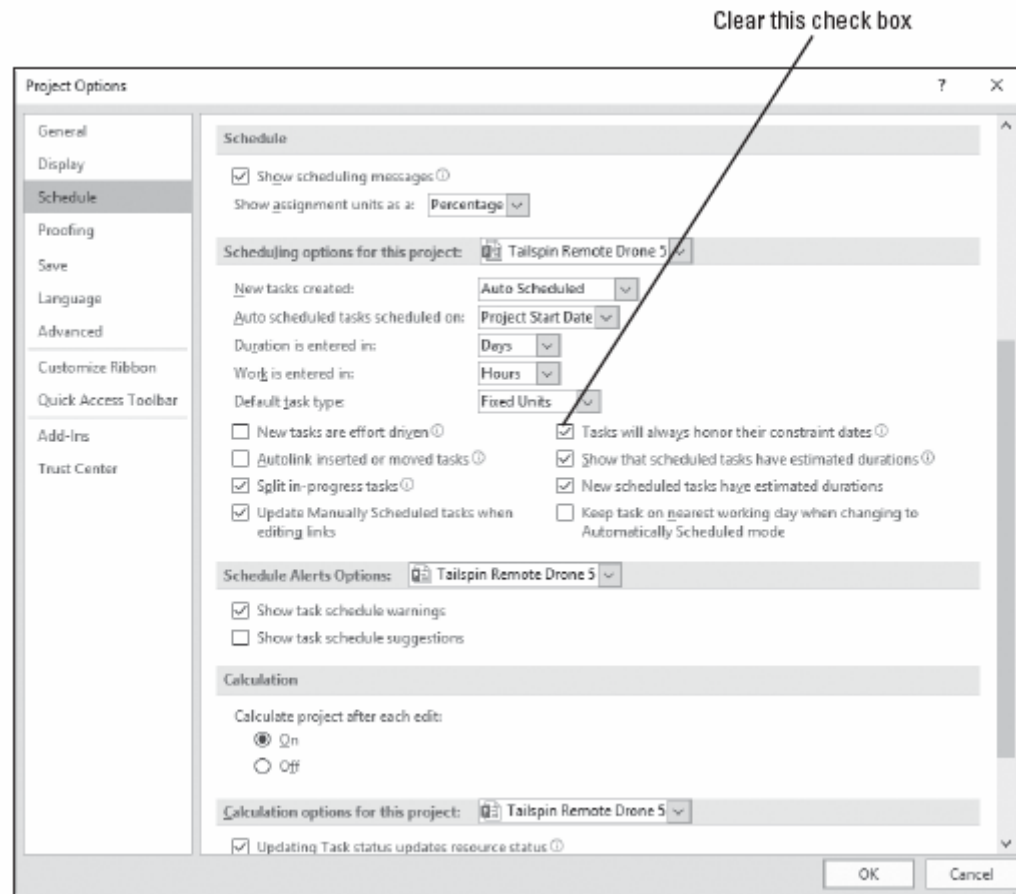 Clear this check box
Project Options ? ×
General
Display
Schedule
Proofing
Save
Language
Advanced
Customize Ribbon
Quick Access Toolbar
Add-Ins
Trust Center
Schedule
Show scheduling messages
Show assignment units as a: Percentage
Scheduling options for this project: Tailspin Remote Drone 5
New tasks created: Auto Scheduled
Auto scheduled tasks scheduled on: Project Start Date
Duration is entered in: Days
Work is entered in: Hours
Default task type: Fixed Units
New tasks are effort driven
Autolink inserted or moved tasks
Split in-progress tasks
Update Manually Scheduled tasks when
editing links
Tasks will always honor their constraint dates
Show that scheduled tasks have estimated durations
New scheduled tasks have estimated durations
Keep task on nearest working day when changing to
Automatically Scheduled mode
Schedule Alerts Options: Tailspin Remote Drone 5
Show task schedule warnings
Show task schedule suggestions
Calculation
Calculate project after each edit:
On
Off
Calculation options for this project: Tailspin Remote Drone 5
Updating Task status updates resource status
OK Cancel